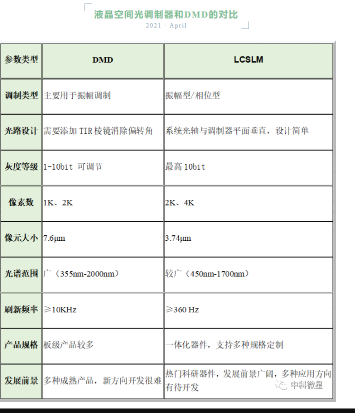 液晶空间光调制器和DMD的对比
2021 · April
参数类型 DMD LCSLM
调制类型 主要用于振幅调制 振幅型/相位型
光路设计 需要添加TIR棱镜消除偏转角 系统光轴与调制器平面垂直，设计简单
灰度等级 1-10bit 可调节 最高10bit
像素数 1K、2K 2K、4K
像元大小 7.6μm 3.74μm
光谱范围 广（355nm-2000nm） 较广（450nm-1700nm）
刷新频率 ≥10KHz ≥360 Hz
产品规格 板级产品较多 一体化器件，支持多种规格定制
发展前景 多种成熟产品，新方向开发很难 热门科研器件，发展前景广阔，多种应用方向
有待开发